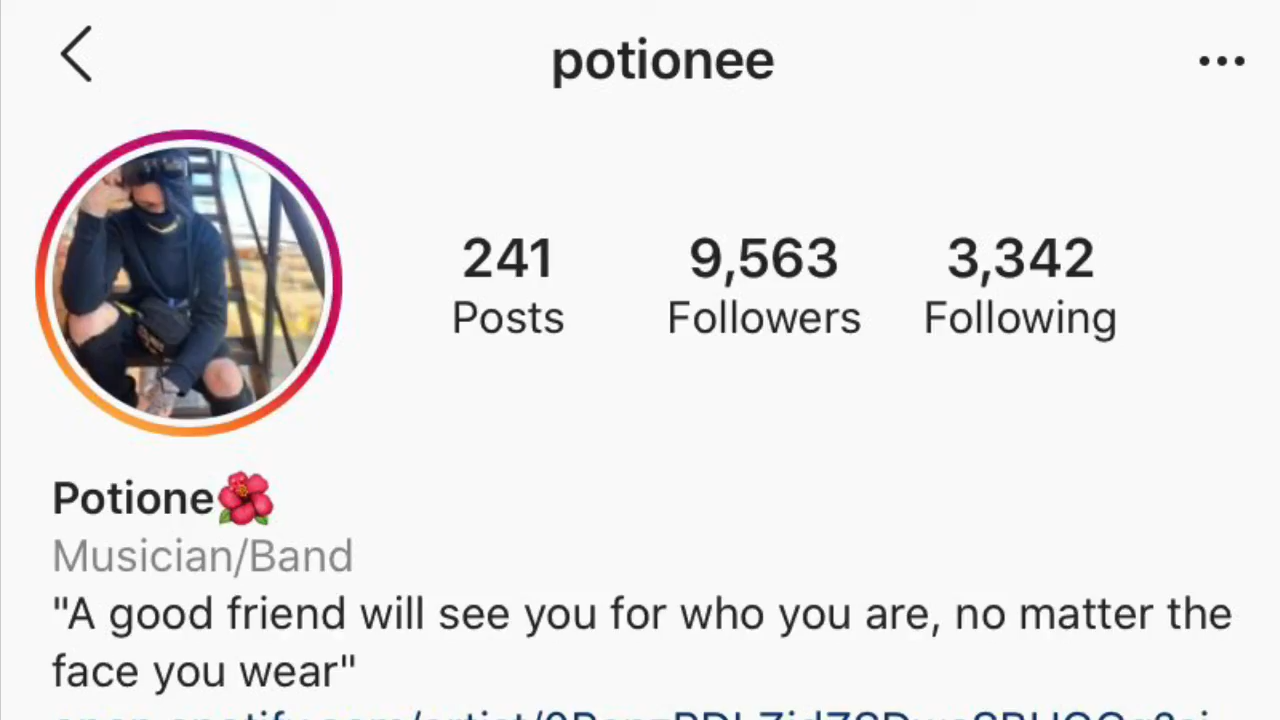 potionee
241
9,563
3,342
Posts
Followers
Following
Potione🌺
Musician/Band
"A good friend will see you for who you are, no matter the
face you wear"